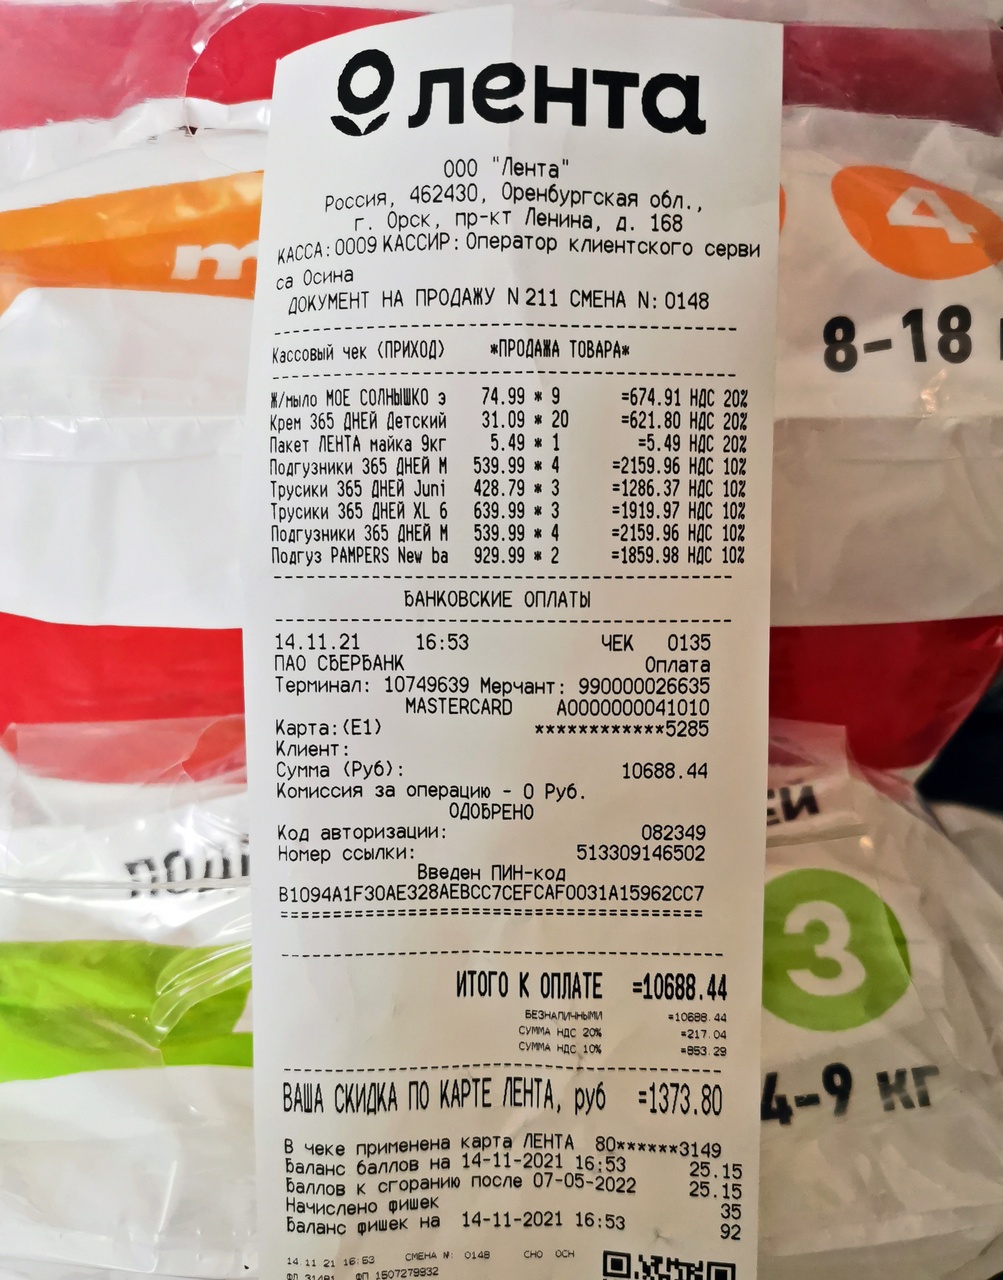 лента
ООО "Лента"
Россия, 462430, Оренбургская обл.,
г. Орск, пр-кт Ленина, д. 168
КАССА:0009 КАССИР: Оператор клиентского серви
са Осина
ДОКУМЕНТ НА ПРОДАЖУ N 211 СМЕНА N: 0148
Кассовый чек (ПРИХОД) *ПРОДАЖА ТОВАРА*
Ж/мыло МОЕ СОЛНЫШКО э 74.99 * 9 =674.91 НДС 20%
Крем 365 ДНЕЙ Детский 31.09 * 20 =621.80 НДС 20%
Пакет ЛЕНТА майка 9кг 5.49 * 1 =5.49 НДС 20%
Подгузники 365 ДНЕЙ M 539.99 * 4 =2159.96 НДС 10%
Трусики 365 ДНЕЙ Juni 428.79 * 3 =1286.37 НДС 10%
Трусики 365 ДНЕЙ XL 6 639.99 * 3 =1919.97 НДС 10%
Подгузники 365 ДНЕЙ M 539.99 * 4 =2159.96 НДС 10%
Подгуз PAMPERS New ba 929.99 * 2 =1859.98 НДС 10%
БАНКОВСКИЕ ОПЛАТЫ
14.11.21 16:53 ЧЕК 0135
ПАО СБЕРБАНК Оплата
Терминал: 10749639 Мерчант: 990000026635
MASTERCARD A0000000041010
Карта:(E1) ************5285
Клиент:
Сумма (Руб): 10688.44
Комиссия за операцию - 0 Руб.
ОДОБРЕНО
Код авторизации: 082349
Номер ссылки: 513309146502
Введен ПИН-код
B1094A1F30AE328AEBCC7CEFCAF0031A15962CC7
ИТОГО К ОПЛАТЕ =10688.44
БЕЗНАЛИЧНЫМИ =10688.44
СУММА НДС 20% =217.04
СУММА НДС 10% =853.29
ВАША СКИДКА ПО КАРТЕ ЛЕНТА, руб =1373.80
В чеке применена карта ЛЕНТА 80******3149
Баланс баллов на 14-11-2021 16:53 25.15
Баллов к сгоранию после 07-05-2022 25.15
Начислено фишек 35
Баланс фишек на 14-11-2021 16:53 92
14.11.21 16:53 СМЕНА №: 0148 СНО ОСН
ФП 1507279932
4
8-18
3
4-9 кг